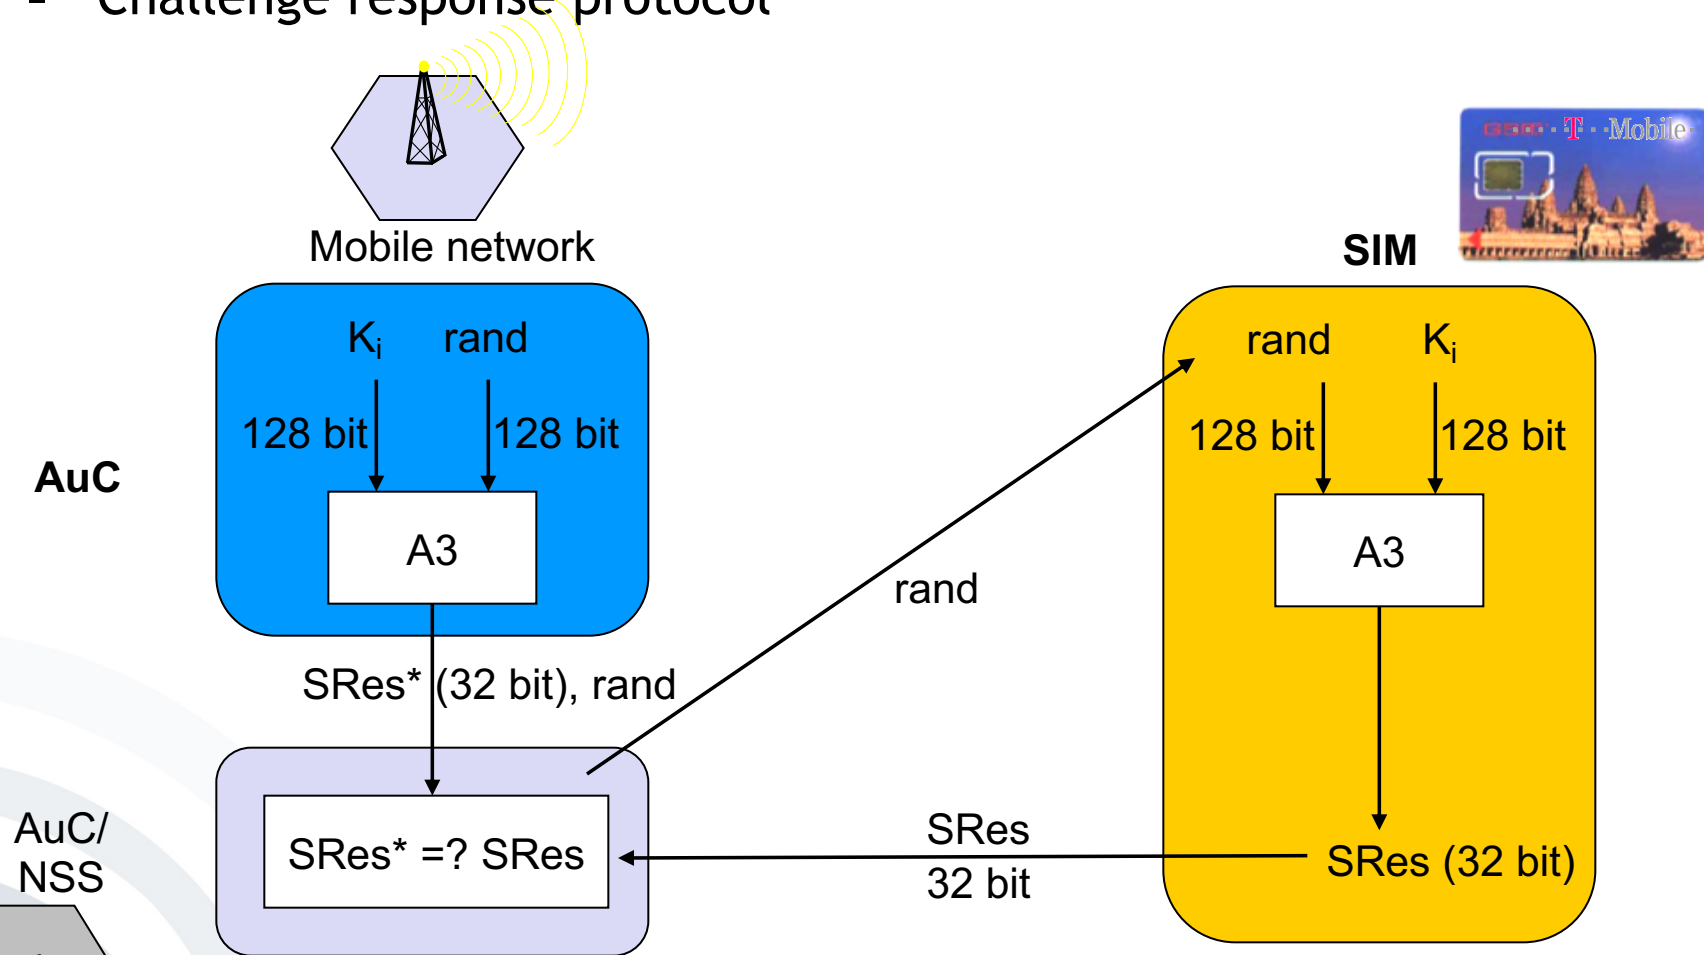 - Challenge response protocol
GSM T Mobile
Mobile network
SIM
Ki rand
rand Ki
128 bit 128 bit
128 bit 128 bit
AuC
A3
A3
rand
SRes* (32 bit), rand
AuC/
NSS
SRes* =? SRes
SRes
32 bit
SRes (32 bit)